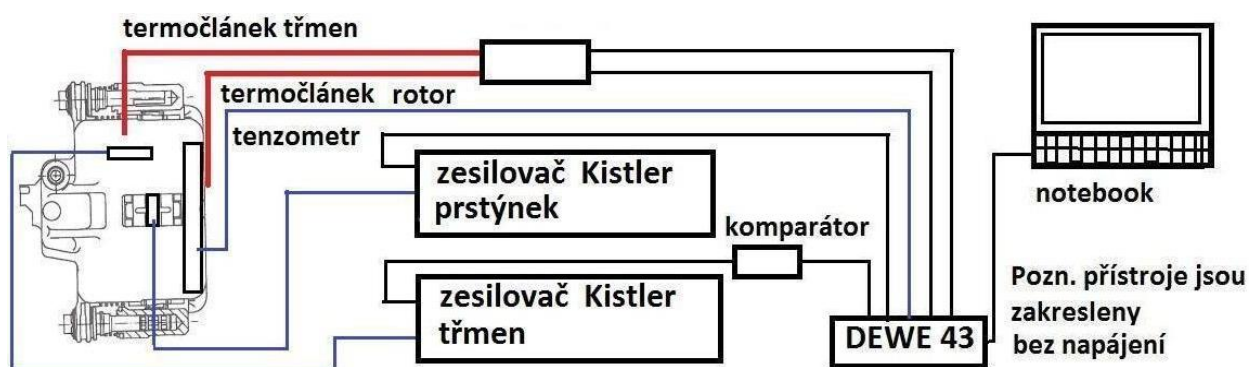 termočlánek třmen
termočlánek rotor
tenzometr
zesilovač Kistler
prstýnek
komparátor
zesilovač Kistler
třmen
DEWE 43
notebook
Pozn. přístroje jsou
zakresleny
bez napájení